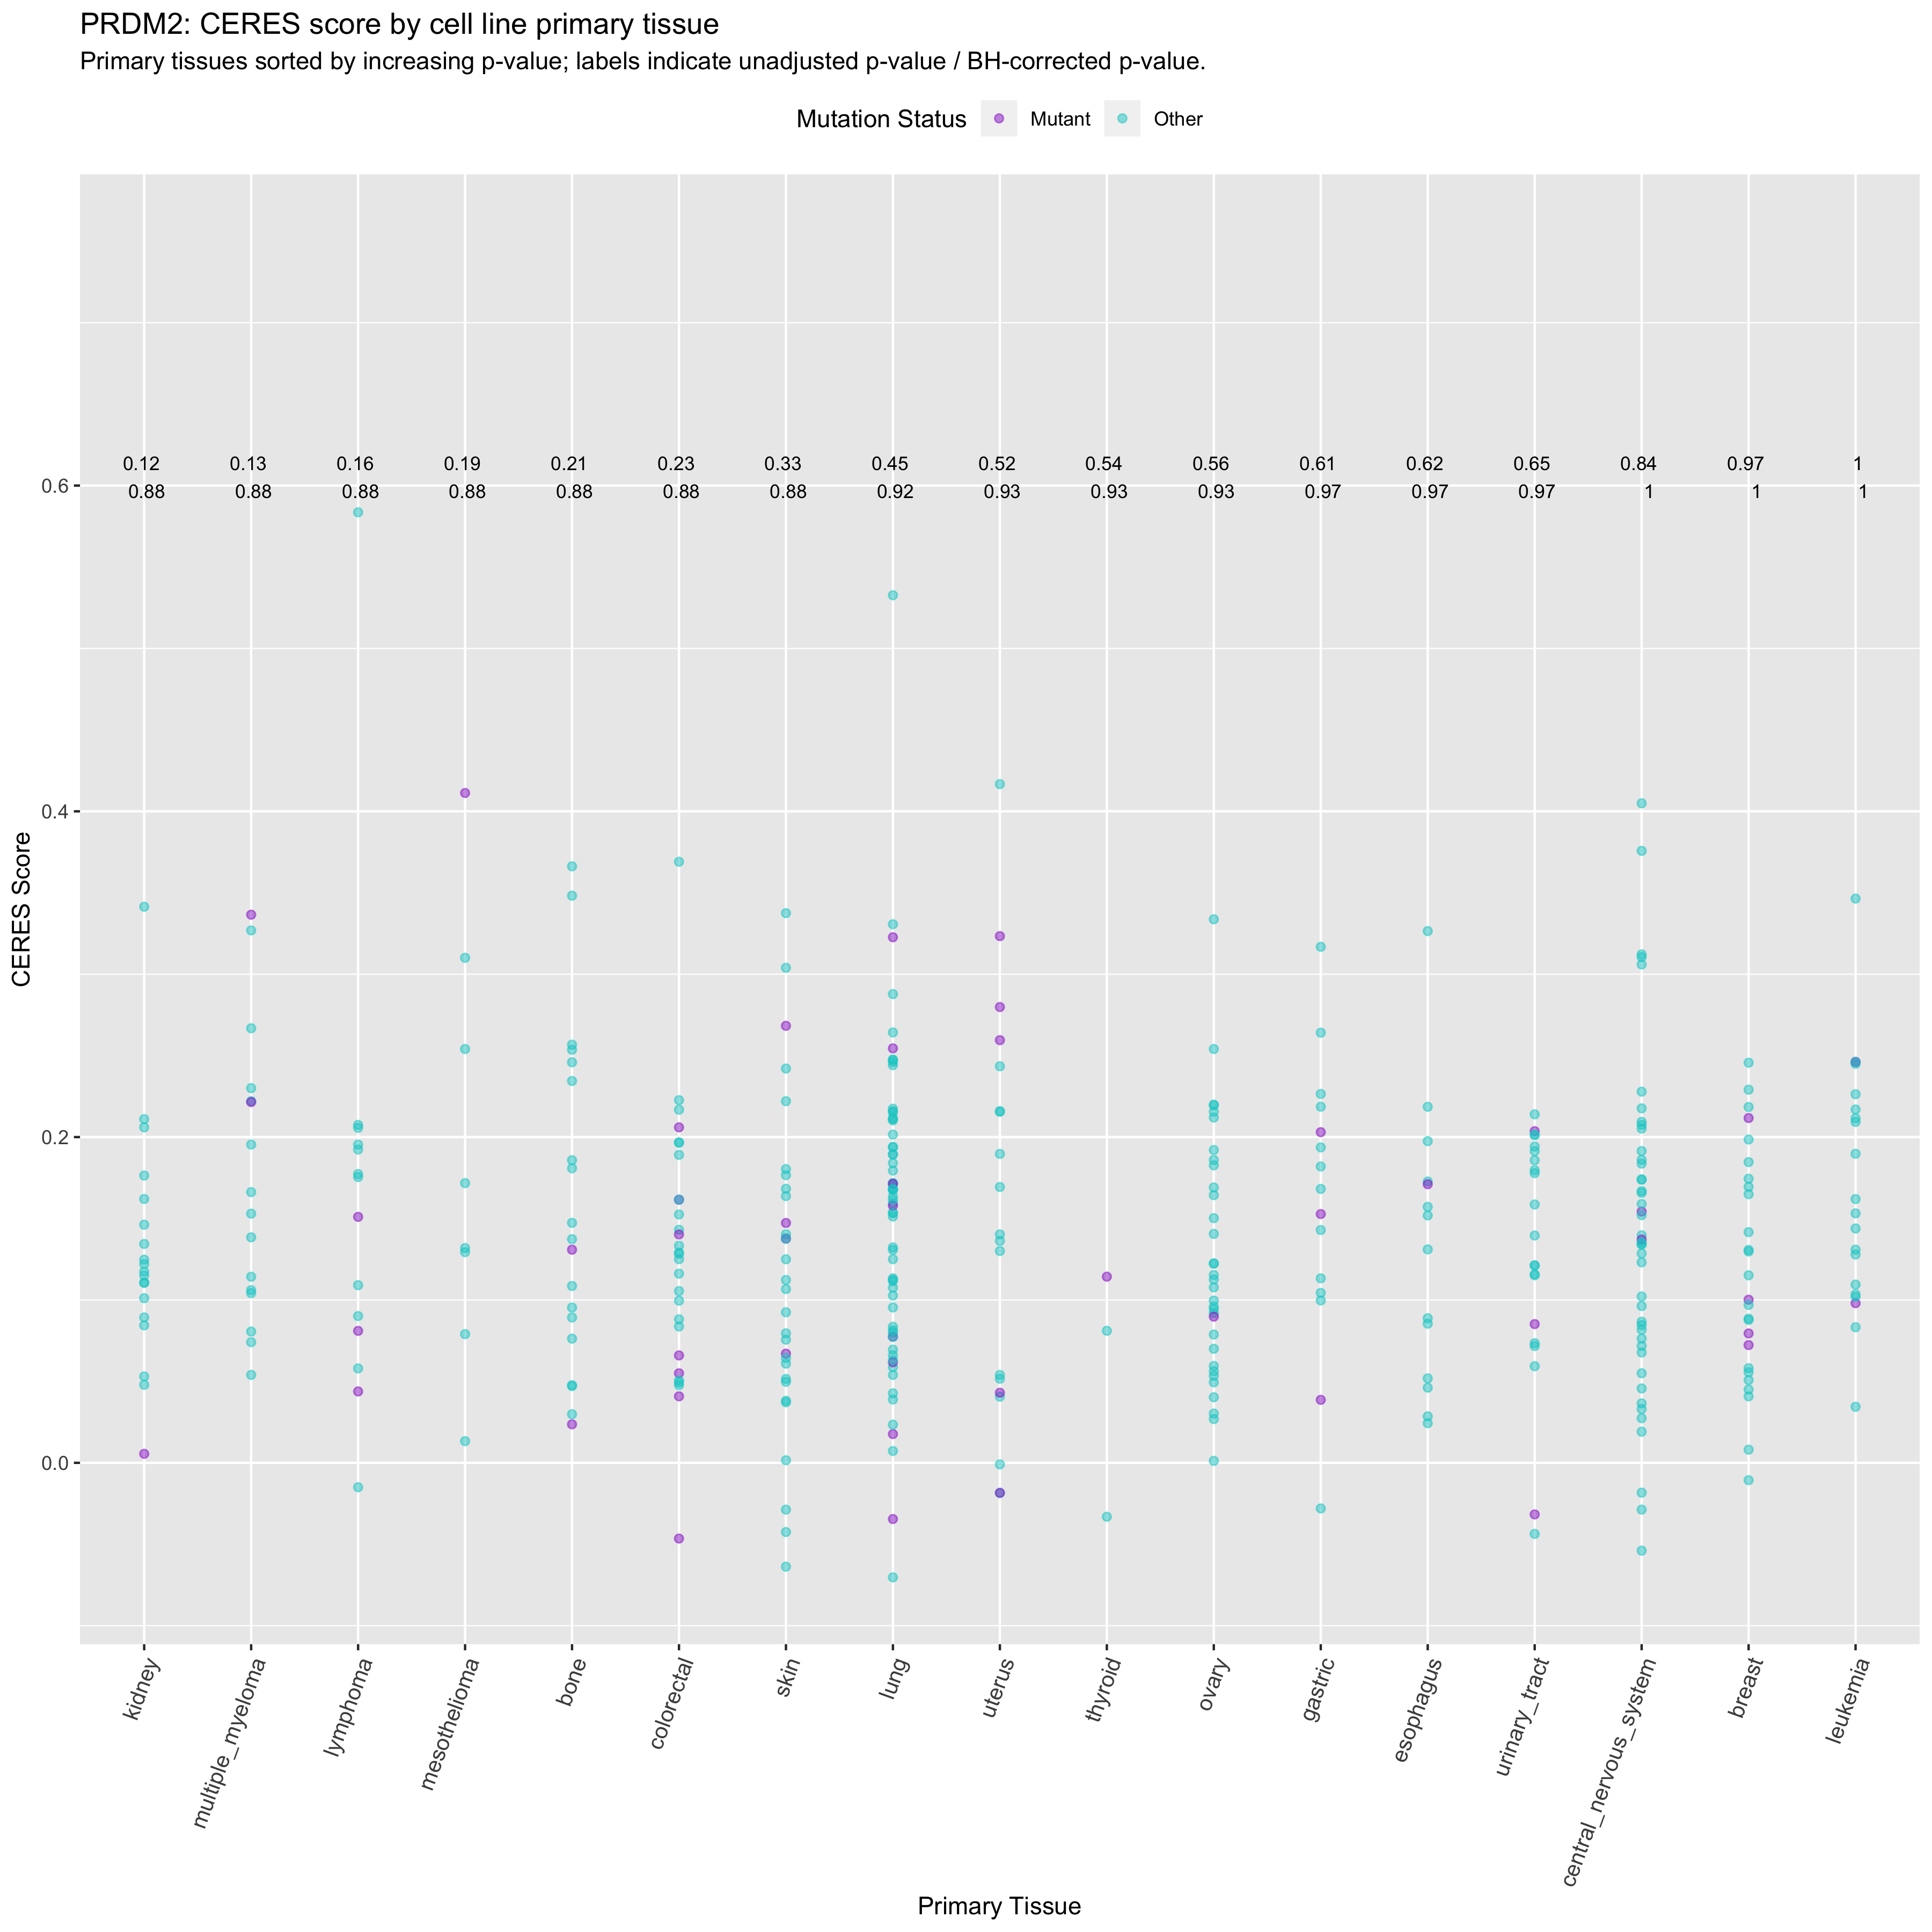 PRDM2: CERES score by cell line primary tissue
Primary tissues sorted by increasing p-value; labels indicate unadjusted p-value / BH-corrected p-value.
Mutation Status Mutant Other
0.12 0.13 0.16 0.19 0.21 0.23 0.33 0.45 0.52 0.54 0.56 0.61 0.62 0.65 0.84 0.97 1
0.6
0.88 0.88 0.88 0.88 0.88 0.88 0.88 0.92 0.93 0.93 0.93 0.97 0.97 0.97 1 1 1
0.4
CERES Score
0.2
0.0
kidney
multiple_myeloma
lymphoma
mesothelioma
bone
colorectal
skin
lung
uterus
thyroid
ovary
gastric
esophagus
urinary_tract
central_nervous_system
breast
leukemia
Primary Tissue